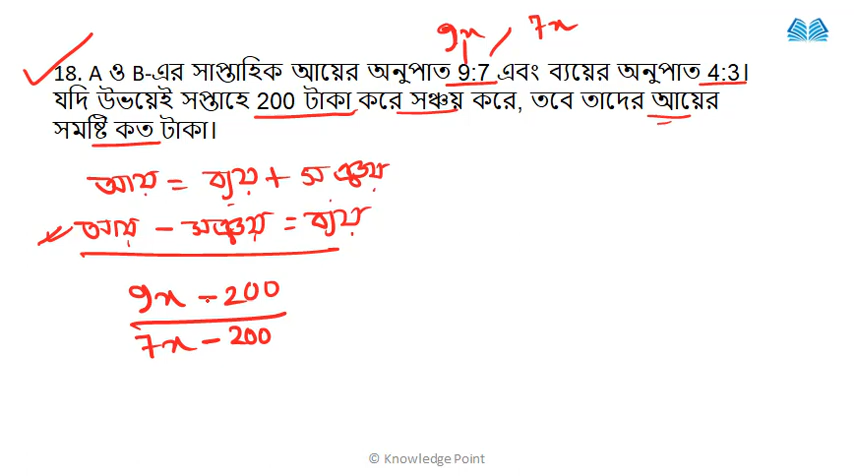 9x, 7x
18. A ও B-এর সাপ্তাহিক আয়ের অনুপাত 9:7 এবং ব্যয়ের অনুপাত 4:3।
যদি উভয়েই সপ্তাহে 200 টাকা করে সঞ্চয় করে, তবে তাদের আয়ের
সমষ্টি কত টাকা।
আয় = ব্যয় + সঞ্চয়
আয় - সঞ্চয় = ব্যয়
9x - 200
7x - 200
© Knowledge Point